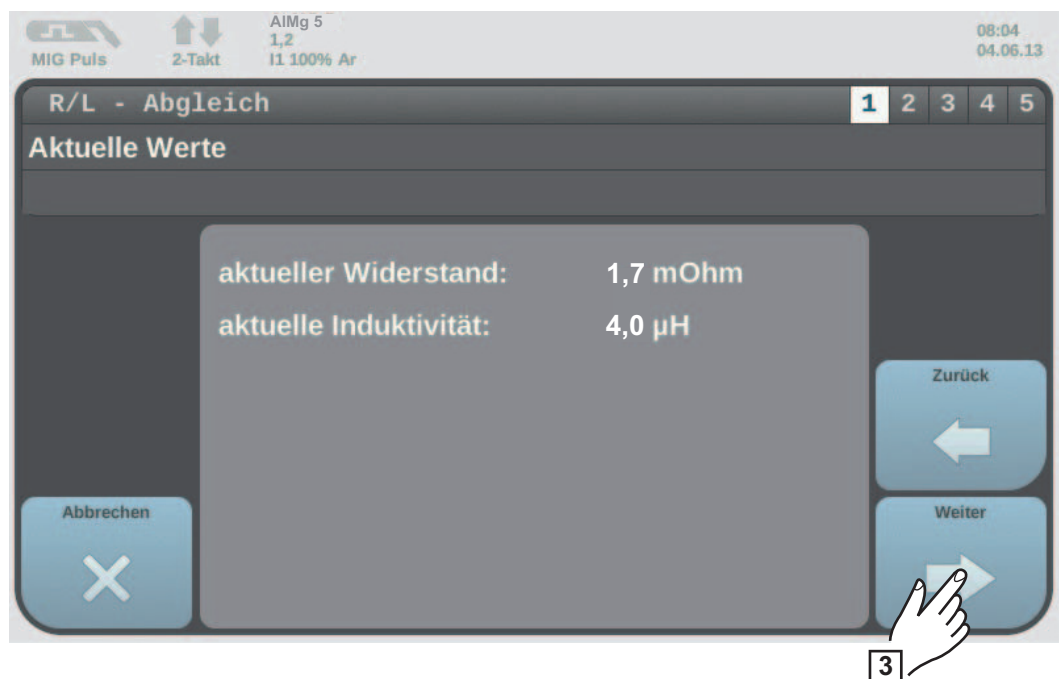 MIG Puls
2-Takt
AlMg 5
1,2
I1 100% Ar
08:04
04.06.13
R/L - Abgleich
1 2 3 4 5
Aktuelle Werte
aktueller Widerstand: 1,7 mOhm
aktuelle Induktivität: 4,0 µH
Zurück
Abbrechen
Weiter
3